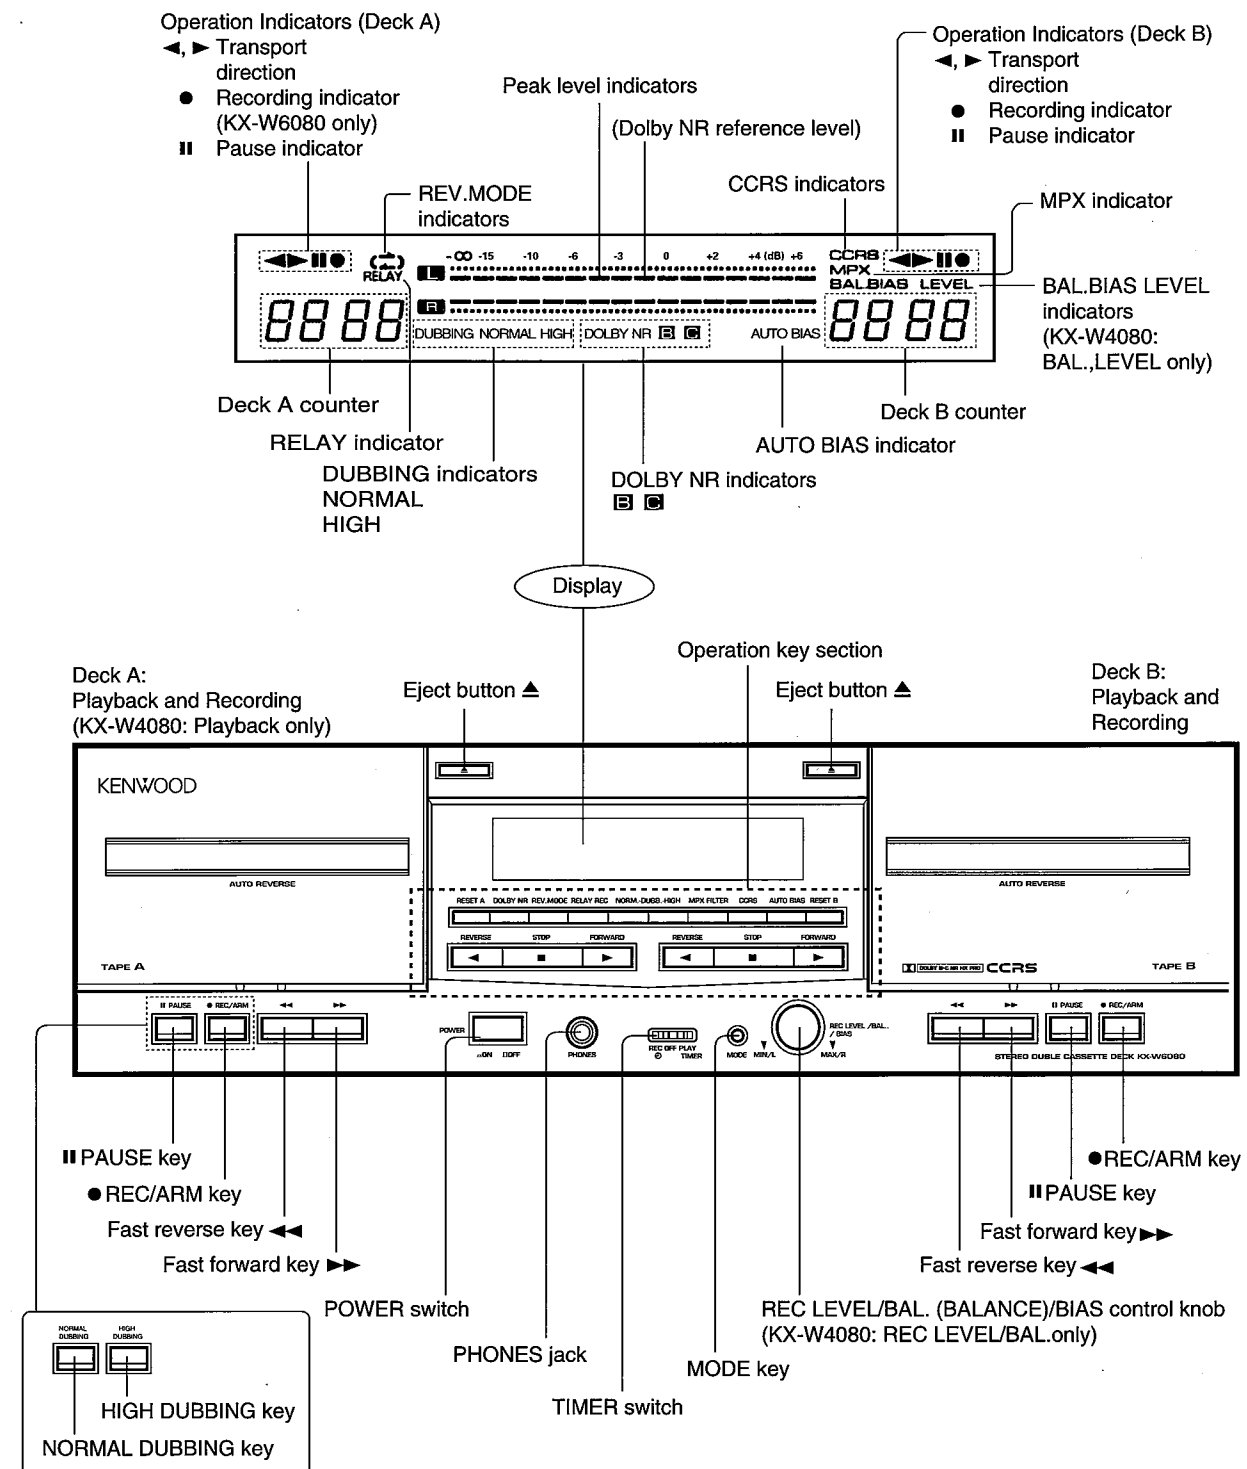 Operation Indicators (Deck A)
◄, ► Transport
direction
● Recording indicator
(KX-W6080 only)
II Pause indicator
Operation Indicators (Deck B)
◄, ► Transport
direction
● Recording indicator
II Pause indicator
Peak level indicators
(Dolby NR reference level)
CCRS indicators
MPX indicator
REV.MODE
indicators
- ∞ -15 -10 -6 -3 0 +2 +4 (dB) +6
RELAY
L
R
CCRS
MPX
BAL.BIAS LEVEL
88 88
DUBBING NORMAL HIGH
DOLBY NR B C
AUTO BIAS
88 88
BAL.BIAS LEVEL
indicators
(KX-W4080:
BAL.,LEVEL only)
Deck A counter
Deck B counter
RELAY indicator
AUTO BIAS indicator
DUBBING indicators
NORMAL
HIGH
DOLBY NR indicators
B C
Display
Operation key section
Deck A:
Playback and Recording
(KX-W4080: Playback only)
Eject button ▲
Eject button ▲
Deck B:
Playback and
Recording
KENWOOD
AUTO REVERSE
AUTO REVERSE
RESET A DOLBY NR REV.MODE RELAY REC NORM.-DUBB.-HIGH MPX FILTER CCRS AUTO BIAS RESET B
REVERSE STOP FORWARD
REVERSE STOP FORWARD
TAPE A
DOLBY B-C NR HX PRO CCRS
TAPE B
II PAUSE ● REC/ARM ◄◄ ►►
◄◄ ►► II PAUSE ● REC/ARM
POWER
ON OFF
PHONES
REC OFF PLAY
TIMER
MODE
MIN/L
REC LEVEL /BAL.
/ BIAS
MAX/R
STEREO DUBLE CASSETTE DECK KX-W6080
II PAUSE key
● REC/ARM key
Fast reverse key ◄◄
Fast forward key ►►
● REC/ARM key
II PAUSE key
Fast forward key ►►
Fast reverse key ◄◄
POWER switch
REC LEVEL/BAL. (BALANCE)/BIAS control knob
(KX-W4080: REC LEVEL/BAL.only)
PHONES jack
MODE key
TIMER switch
NORMAL
DUBBING
HIGH
DUBBING
HIGH DUBBING key
NORMAL DUBBING key